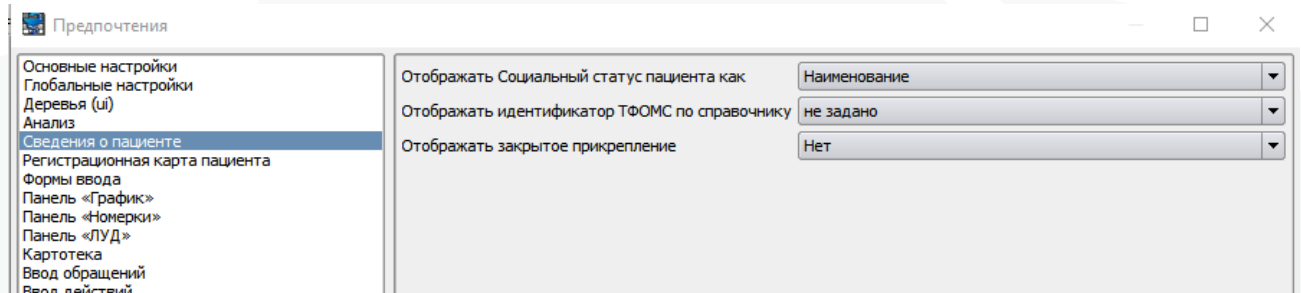 Предпочтения
Основные настройки
Глобальные настройки
Деревья (ui)
Анализ
Сведения о пациенте
Регистрационная карта пациента
Формы ввода
Панель «График»
Панель «Номерки»
Панель «ЛУД»
Картотека
Ввод обращений
Ввод действий
Отображать Социальный статус пациента как Наименование
Отображать идентификатор ТФОМС по справочнику не задано
Отображать закрытое прикрепление Нет